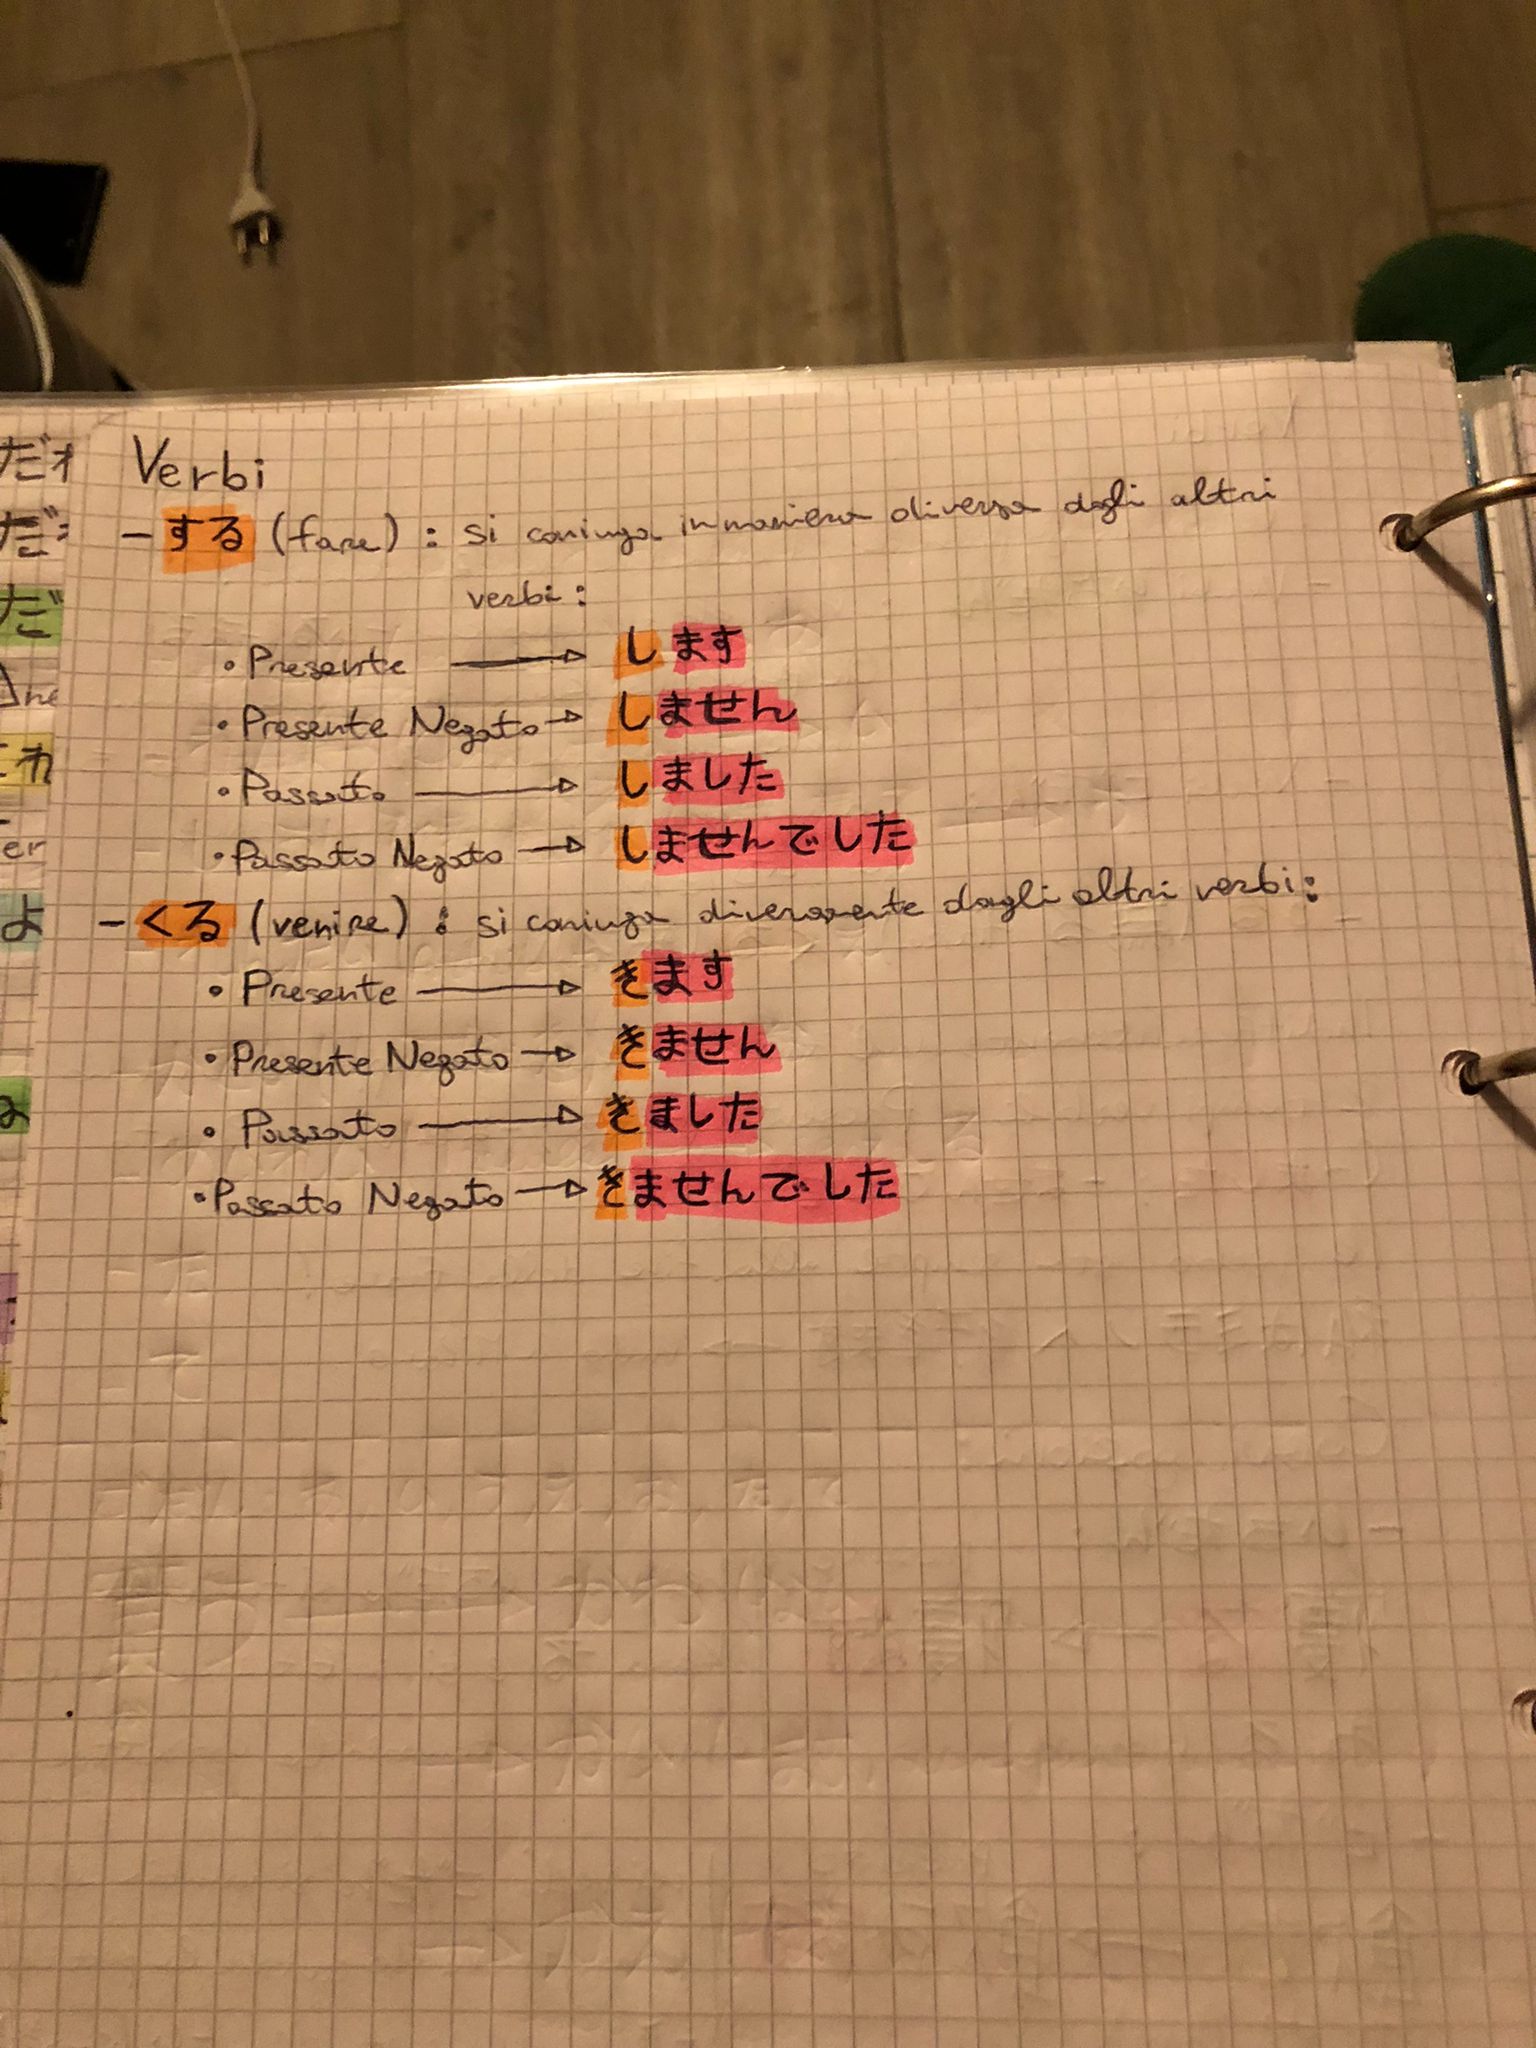 Verbi
- する (fare) : si coniuga in maniera diversa dagli altri
verbi :
• Presente → します
• Presente Negato → しません
• Passato → しました
• Passato Negato → しませんでした
- くる (venire) : si coniuga diversamente dagli altri verbi :
• Presente → きます
• Presente Negato → きません
• Passato → きました
• Passato Negato → きませんでした